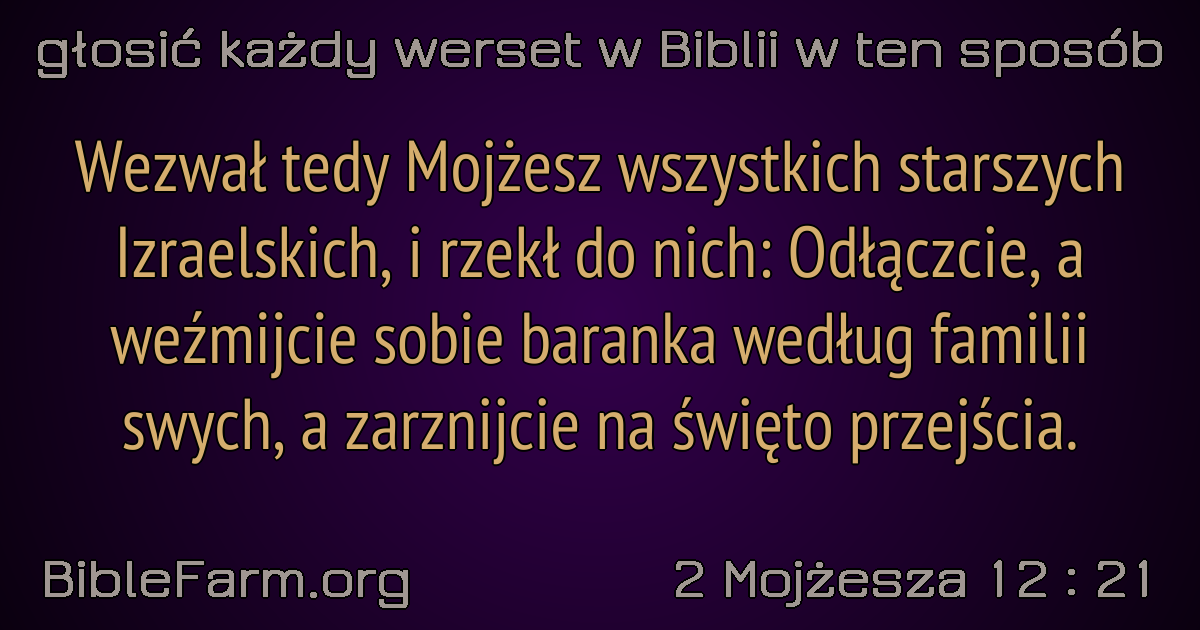 głosić każdy werset w Biblii w ten sposób
Wezwał tedy Mojżesz wszystkich starszych
Izraelskich, i rzekł do nich: Odłączcie, a
weźmijcie sobie baranka według familii
swych, a zarznijcie na święto przejścia.
BibleFarm.org
2 Mojżesza 12 : 21